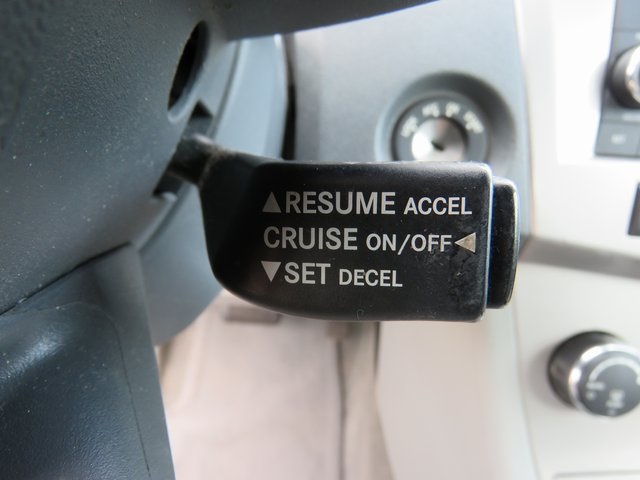 ▲RESUME ACCEL
CRUISE ON/OFF◄
▼SET DECEL